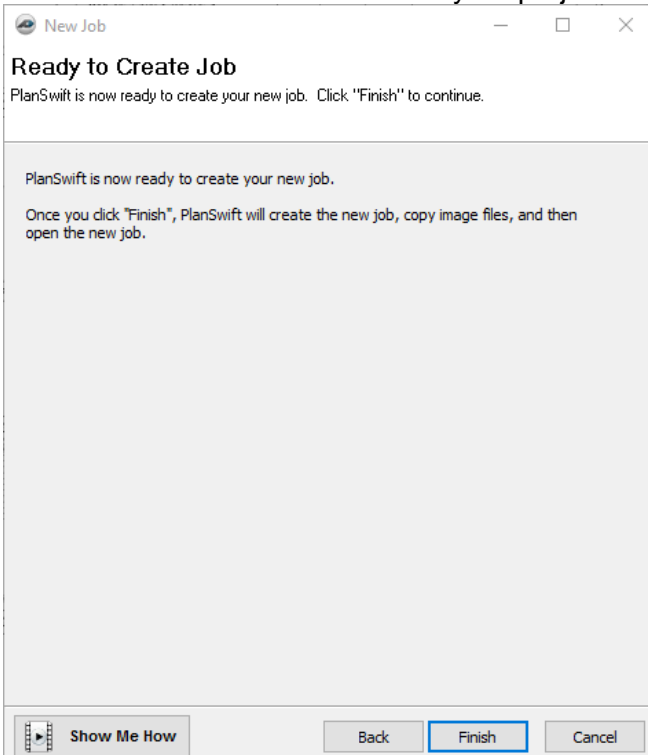 New Job
Ready to Create Job
PlanSwift is now ready to create your new job. Click "Finish" to continue.
PlanSwift is now ready to create your new job.
Once you click "Finish", PlanSwift will create the new job, copy image files, and then
open the new job.
Show Me How
Back
Finish
Cancel